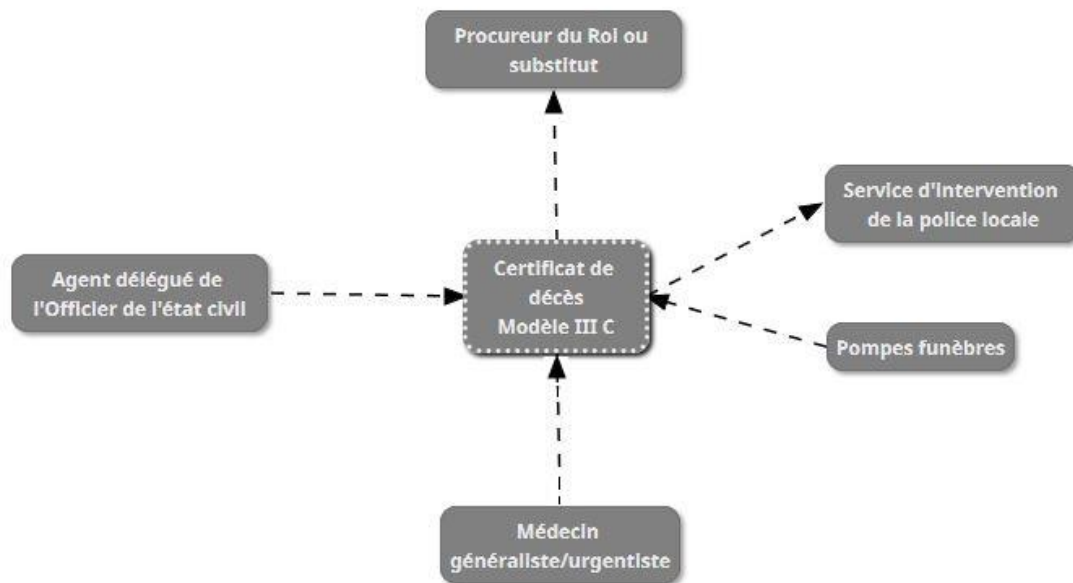 Procureur du Roi ou
substitut
Service d'intervention
de la police locale
Agent délégué de
l'Officier de l'état civil
Certificat de
décès
Modèle III C
Pompes funèbres
Médecin
généraliste/urgentiste